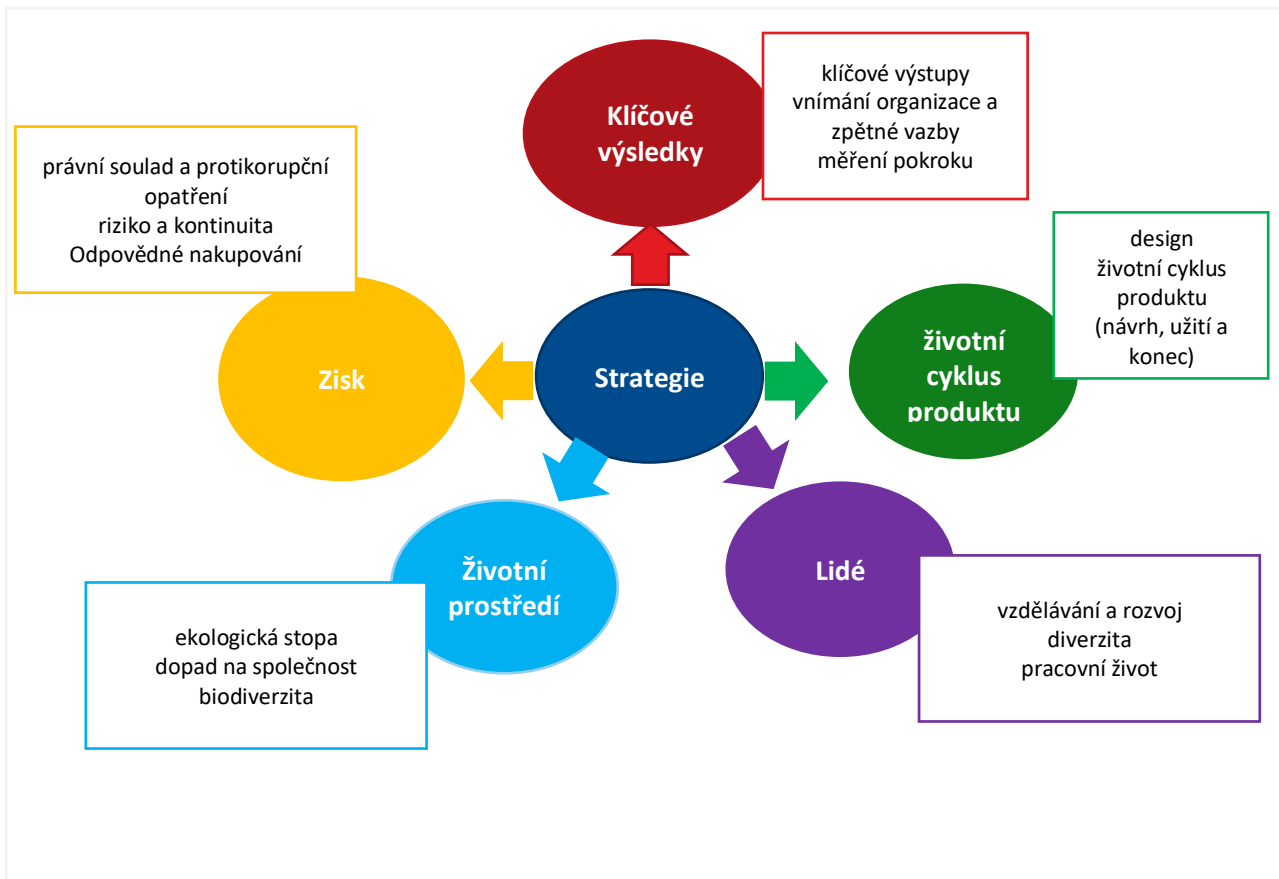 Klíčové
výsledky
klíčové výstupy
vnímání organizace a
zpětné vazby
měření pokroku
právní soulad a protikorupční
opatření
riziko a kontinuita
Odpovědné nakupování
Zisk
Strategie
životní
cyklus
produktu
design
životní cyklus
produktu
(návrh, užití a
konec)
Životní
prostředí
ekologická stopa
dopad na společnost
biodiverzita
Lidé
vzdělávání a rozvoj
diverzita
pracovní život